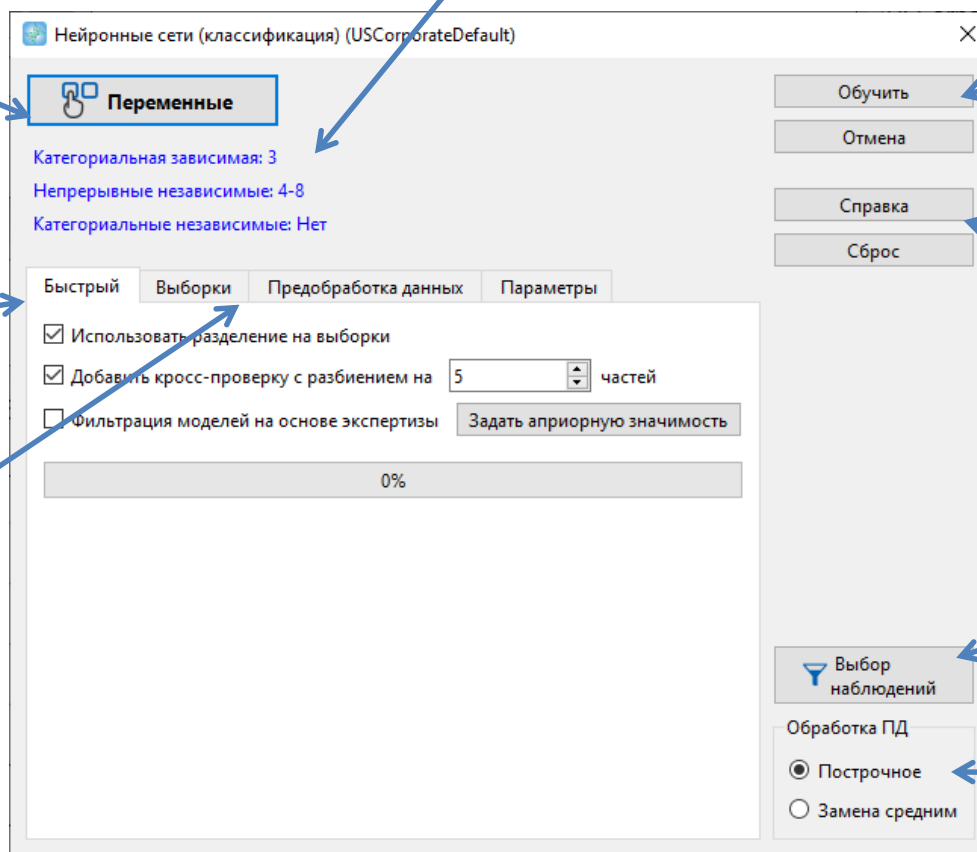 Нейронные сети (классификация) (USCorporateDefault)
Переменные
Категориальная зависимая: 3
Непрерывные независимые: 4-8
Категориальные независимые: Нет
Обучить
Отмена
Справка
Сброс
Быстрый
Выборки
Предобработка данных
Параметры
Использовать разделение на выборки
Добавить кросс-проверку с разбиением на 5 частей
Фильтрация моделей на основе экспертизы
Задать априорную значимость
0%
Выбор
наблюдений
Обработка ПД
Построчное
Замена средним